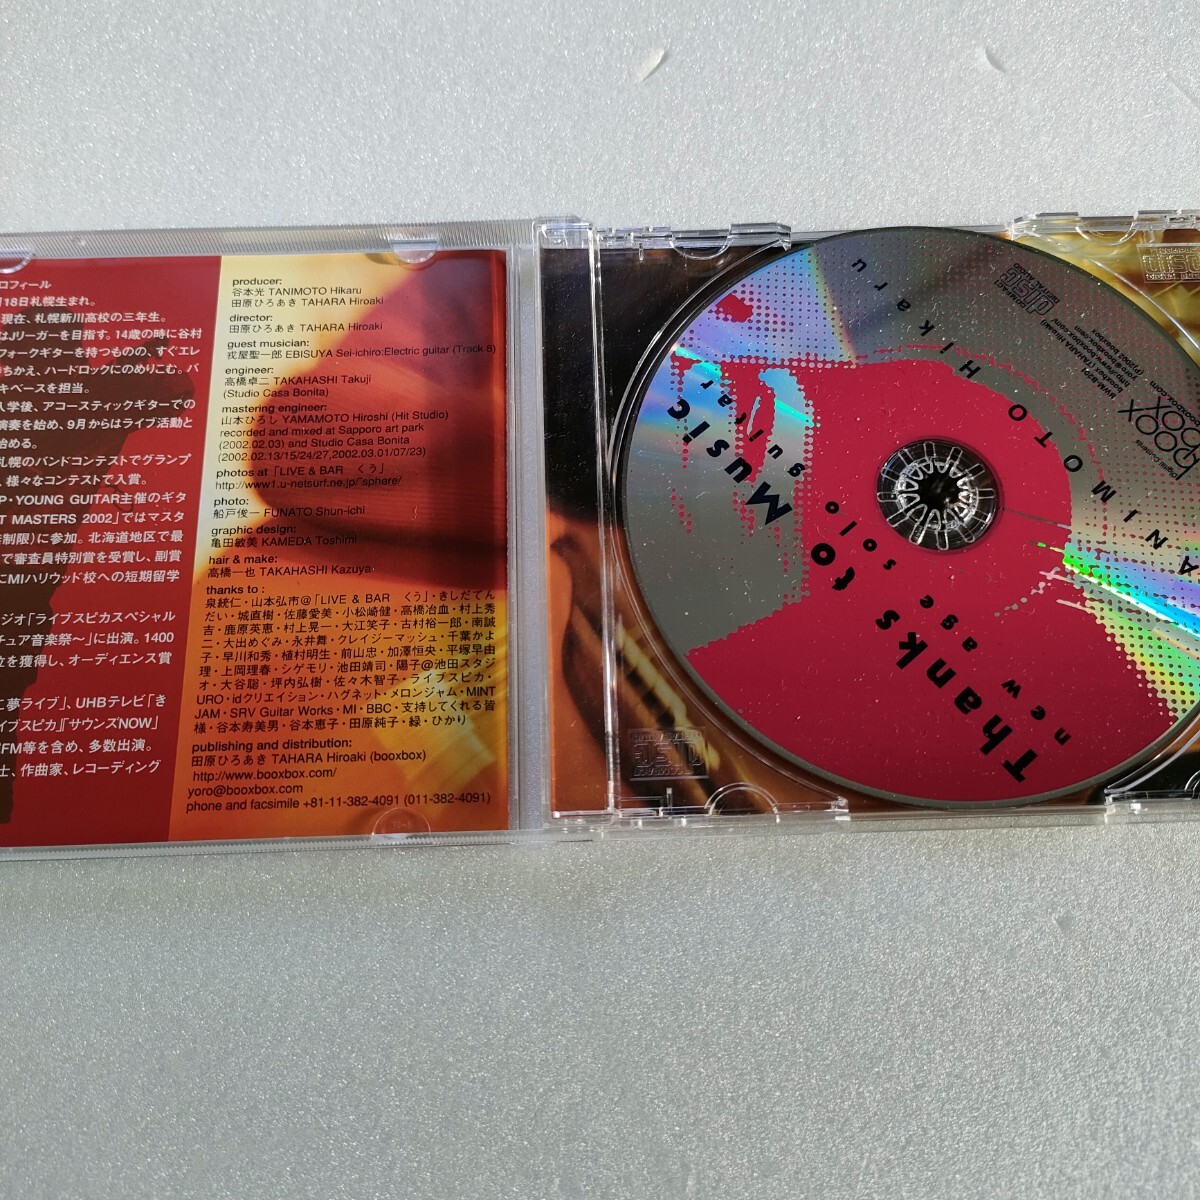 ロフィール
月18日札幌生まれ。
現在、札幌新川高校の三年生。
はJリーガーを目指す。14歳の時に谷村
フォークギターを持つものの、すぐエレ
ちかえ、ハードロックにのめりこむ。バ
キベースを担当。
入学後、アコースティックギターでの
演奏を始め、9月からはライブ活動と
始める。
札幌のバンドコンテストでグランプ
、様々なコンテストで入賞。
P・YOUNG GUITAR主催のギタ
T MASTERS 2002」ではマスタ
制限)に参加。北海道地区で最
で審査員特別賞を受賞し、副賞
にMIハリウッド校への短期留学
ジオ「ライブスピカスペシャル
チュア音楽祭〜」に出演。1400
位を獲得し、オーディエンス賞
ニ夢ライブ」、UHBテレビ「き
イブスピカ』『サウンズNOW」
FM等を含め、多数出演。
士、作曲家、レコーディング
producer:
谷本光 TANIMOTO Hikaru
田原ひろあき TAHARA Hiroaki
director:
田原ひろあき TAHARA Hiroaki
guest musician:
戎屋聖一郎 EBISUYA Sei-ichiro:Electric guitar (Track 8)
engineer:
高橋卓二 TAKAHASHI Takuji
(Studio Casa Bonita)
mastering engineer:
山本ひろし YAMAMOTO Hiroshi (Hit Studio)
recorded and mixed at Sapporo art park
(2002.02.03) and Studio Casa Bonita
(2002.02.13/15/24/27,2002.03.01/07/23)
photos at「LIVE & BAR くう」
http://www1.u-netsurf.ne.jp/~sphere/
photo:
船戸俊一 FUNATO Shun-ichi
graphic design:
亀田敏美 KAMEDA Toshimi
hair & make:
高橋一也 TAKAHASHI Kazuya
thanks to :
泉統仁・山本弘市@「LIVE & BAR くう」・きしだてん
だい・城直樹・佐藤愛美・小松崎健・高橋冶血・村上秀
吉・鹿原英恵・村上晃一・大江笑子・古村裕一郎・南誠
二・大出めぐみ・永井舞・クレイジーマッシュ・千葉かよ
子・早川和秀・植村明生・前山忠・加澤恒央・平塚早由
理・上岡理春・シゲモリ・池田靖司・陽子@池田スタジ
オ・大谷聡・坪内弘樹・佐々木智子・ライブスピカ・
URO・idクリエイション・ハグネット・メロンジャム・MINT
JAM・SRV Guitar Works・MI・BBC・支持してくれる皆
様・谷本寿美男・谷本恵子・田原純子・緑・ひかり
publishing and distribution:
田原ひろあき TAHARA Hiroaki (booxbox)
http://www.booxbox.com/
yoro@booxbox.com
phone and facsimile +81-11-382-4091 (011-382-4091)
Thanks to Music
new age solo guitar
TANIMOTO Hikaru
COMPACT
disc
DIGITAL AUDIO
boox
box
digital contents